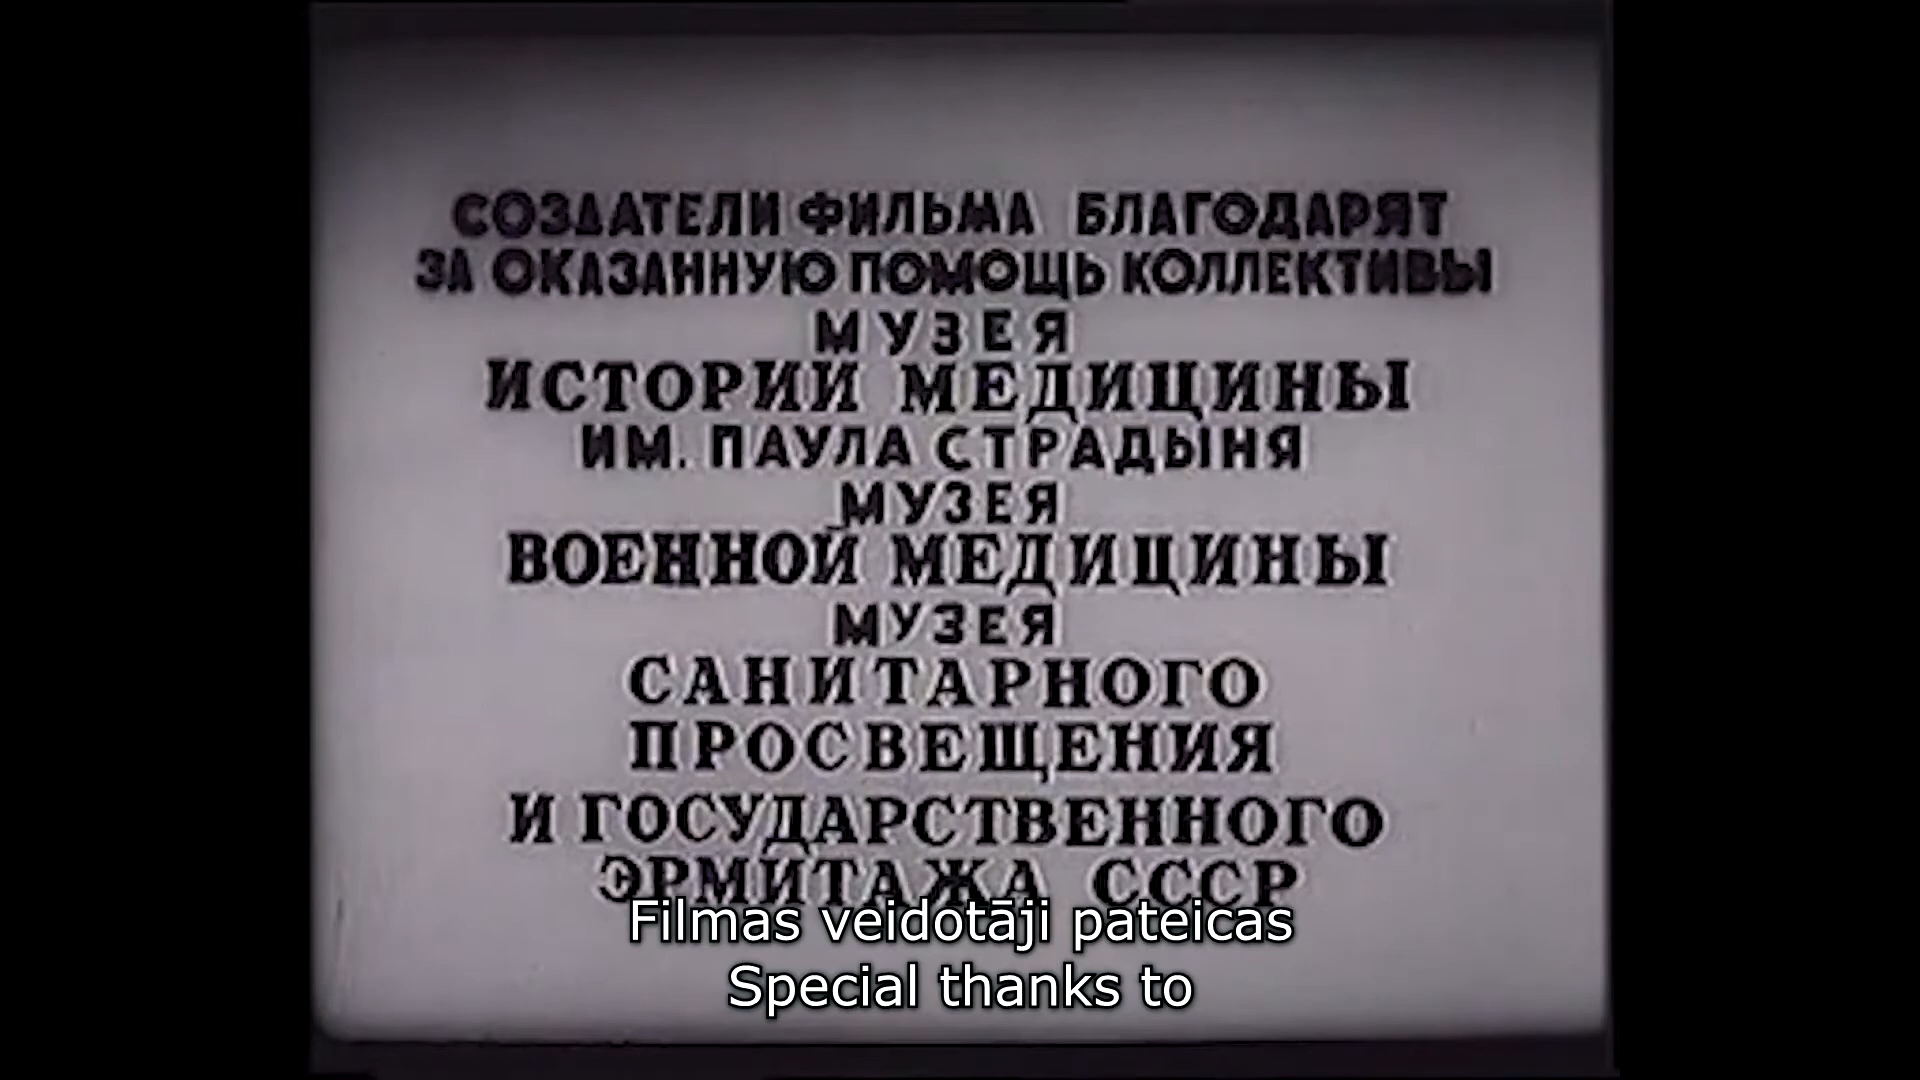 СОЗДАТЕЛИ ФИЛЬМА БЛАГОДАРЯТ
ЗА ОКАЗАННУЮ ПОМОЩЬ КОЛЛЕКТИВЫ
МУЗЕЯ
ИСТОРИИ МЕДИЦИНЫ
ИМ. ПАУЛА СТРАДЫНЯ
МУЗЕЯ
ВОЕННОЙ МЕДИЦИНЫ
МУЗЕЯ
САНИТАРНОГО
ПРОСВЕЩЕНИЯ
И ГОСУДАРСТВЕННОГО
ЭРМИТАЖА СССР
Filmas veidotāji pateicas
Special thanks to